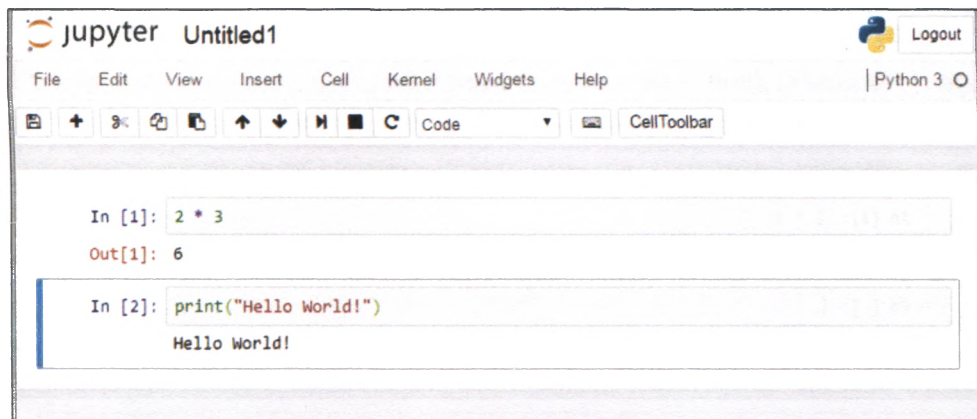 jupyter Untitled1
Logout
File Edit View Insert Cell Kernel Widgets Help
Python 3
Code CellToolbar
In [1]: 2 * 3
Out[1]: 6
In [2]: print("Hello World!")
Hello World!